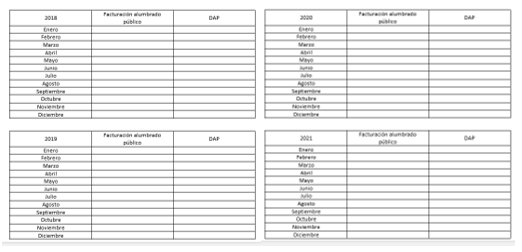 2018 Facturación alumbrado público DAP
Enero
Febrero
Marzo
Abril
Mayo
Junio
Julio
Agosto
Septiembre
Octubre
Noviembre
Diciembre
2020 Facturación alumbrado público DAP
Enero
Febrero
Marzo
Abril
Mayo
Junio
Julio
Agosto
Septiembre
Octubre
Noviembre
Diciembre
2019 Facturación alumbrado público DAP
Enero
Febrero
Marzo
Abril
Mayo
Junio
Julio
Agosto
Septiembre
Octubre
Noviembre
Diciembre
2021 Facturación alumbrado público DAP
Enero
Febrero
Marzo
Abril
Mayo
Junio
Julio
Agosto
Septiembre
Octubre
Noviembre
Diciembre